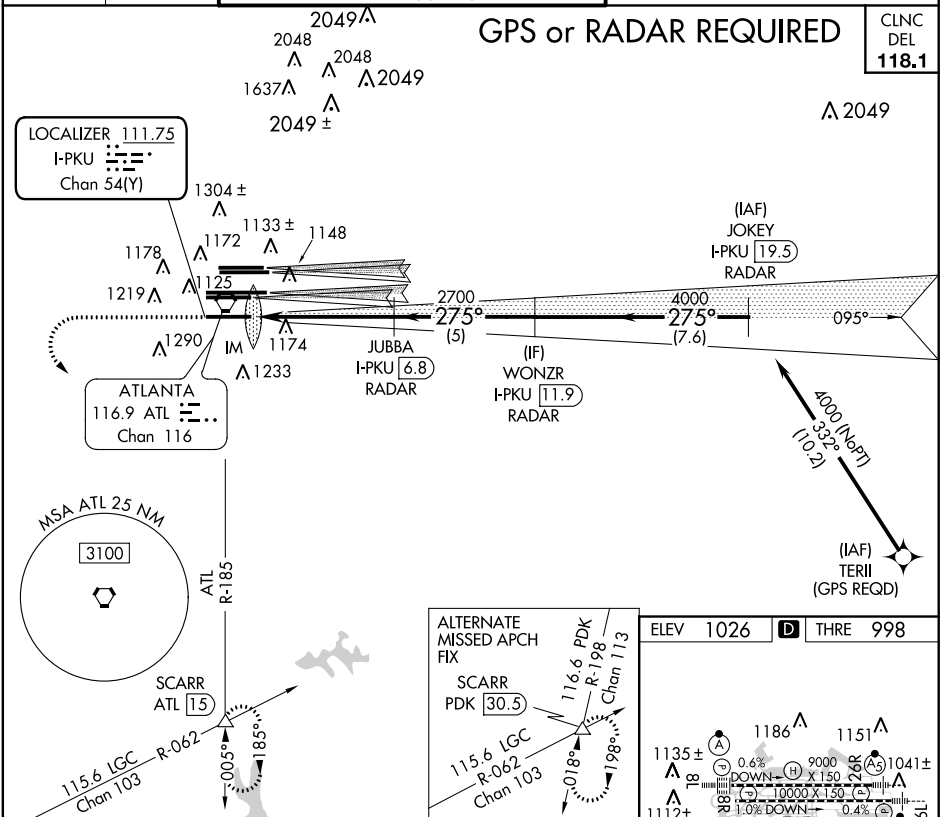 GPS or RADAR REQUIRED
CLNC
DEL
118.1
2049
2048
2048
2049
1637
2049 ±
2049
LOCALIZER 111.75
I-PKU
Chan 54(Y)
1304 ±
1133 ±
1148
1178
1172
1219
1125
1290
IM
1174
1233
(IAF)
JOKEY
I-PKU 19.5
RADAR
2700
275°
(5)
4000
275°
(7.6)
095°
JUBBA
I-PKU 6.8
RADAR
(IF)
WONZR
I-PKU 11.9
RADAR
ATLANTA
116.9 ATL
Chan 116
4000 (NoPT)
332°
(10.2)
(IAF)
TERII
(GPS REQD)
MSA ATL 25 NM
3100
ATL
R-185
SCARR
ATL 15
115.6 LGC
Chan 103
R-062
005°
185°
ALTERNATE
MISSED APCH
FIX
SCARR
PDK 30.5
116.6 PDK
R-198
Chan 113
115.6 LGC
R-062
Chan 103
018°
198°
ELEV 1026 D THRE 998
1186
1151
1135 ±
A
P
0.6%
DOWN
H
9000
X 150
26R
A5
1041±
8L
8R
P
10000 X 150
P
1112±
1.0% DOWN
0.4%
P